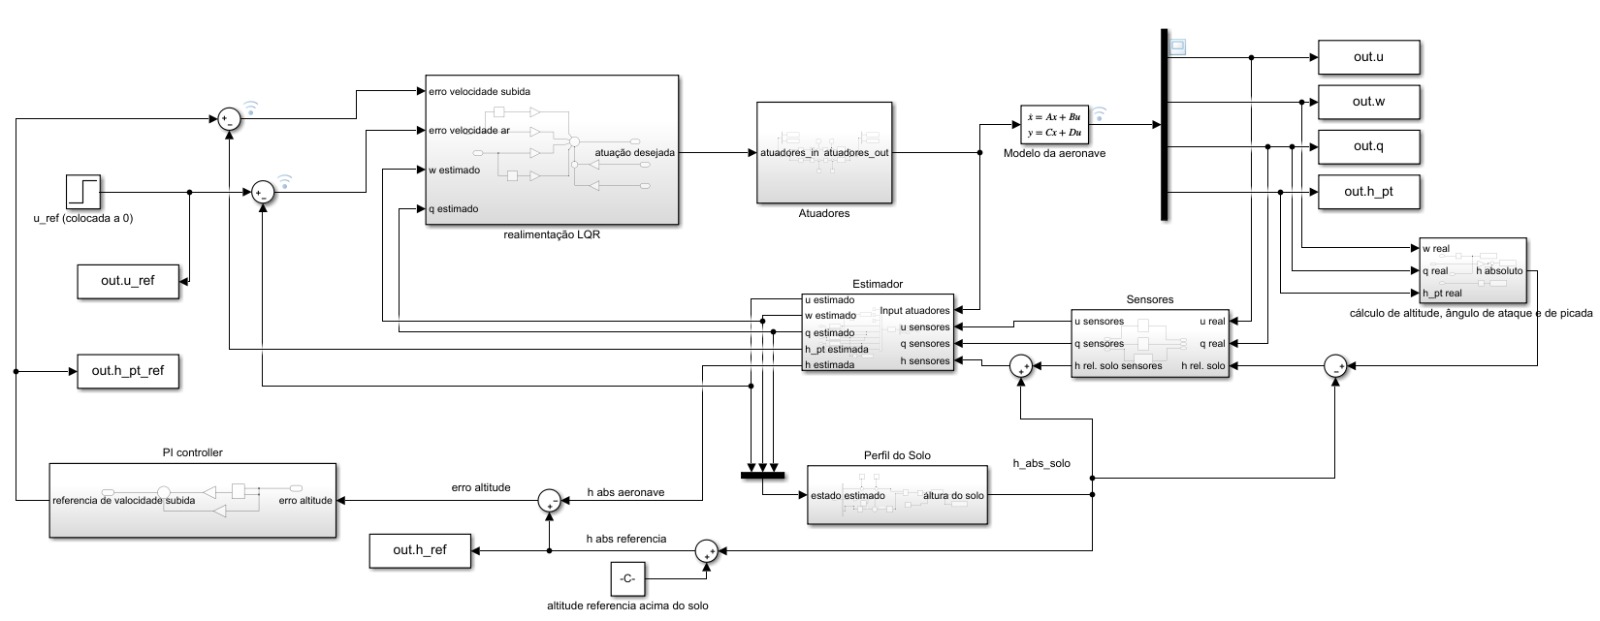 out.u
out.w
out.q
out.h_pt
erro velocidade subida
erro velocidade ar
w estimado
q estimado
atuação desejada
realimentação LQR
atuadores_in
atuadores_out
Atuadores
ẋ = Ax + Bu
y = Cx + Du
Modelo da aeronave
u_ref (colocada a 0)
out.u_ref
w real
q real
h_pt real
h absoluto
cálculo de altitude, ângulo de ataque e de picada
Estimador
u estimado
w estimado
q estimado
h_pt estimada
h estimada
Input atuadores
u sensores
q sensores
h sensores
Sensores
u sensores
q sensores
h rel. solo sensores
u real
q real
h rel. solo
out.h_pt_ref
PI controller
referencia de velocidade subida
erro altitude
erro altitude
h abs aeronave
Perfil do Solo
estado estimado
altura do solo
h_abs_solo
out.h_ref
h abs referencia
-C-
altitude referencia acima do solo